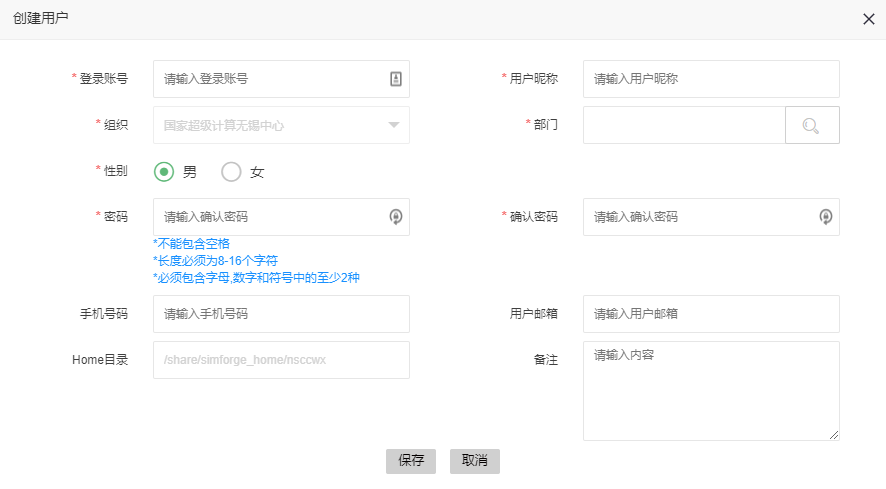 创建用户
* 登录账号 请输入登录账号
* 用户昵称 请输入用户昵称
* 组织 国家超级计算无锡中心
* 部门
* 性别 男 女
* 密码 请输入确认密码
* 确认密码 请输入确认密码
*不能包含空格
*长度必须为8-16个字符
*必须包含字母,数字和符号中的至少2种
手机号码 请输入手机号码
用户邮箱 请输入用户邮箱
Home目录 /share/simforge_home/nsccwx
备注 请输入内容
保存 取消